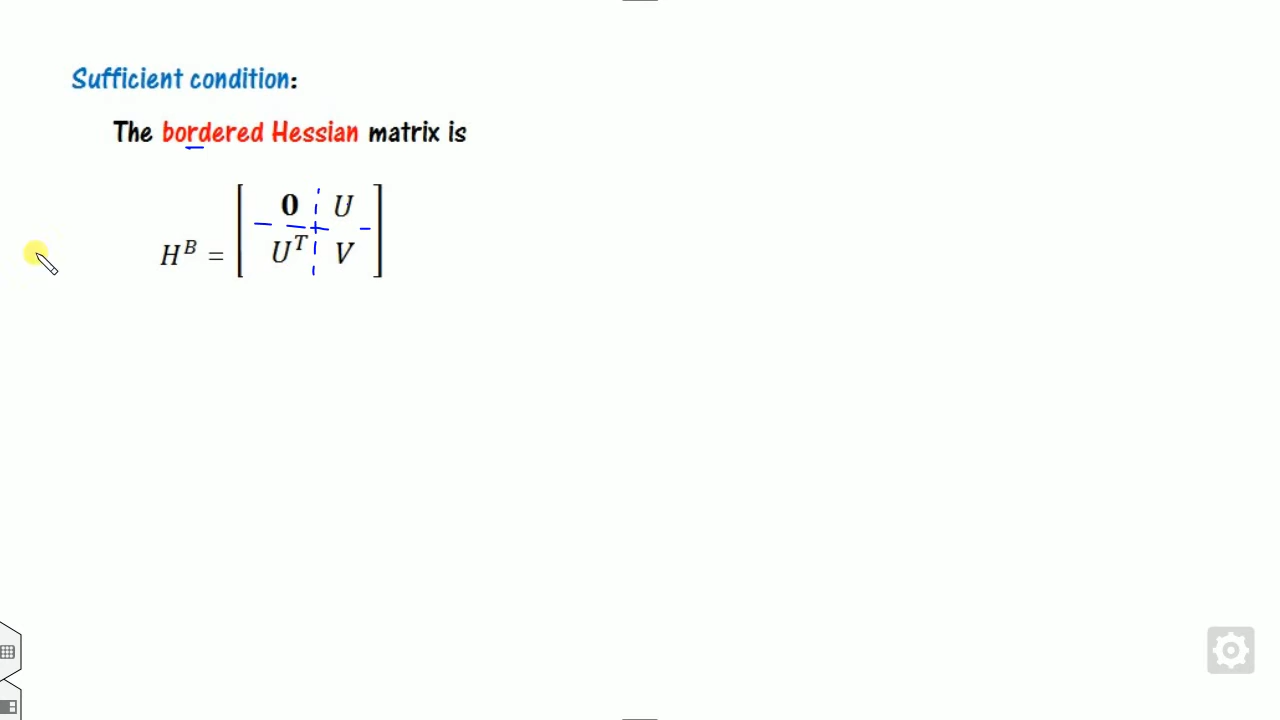 Sufficient condition:
The bordered Hessian matrix is
H^B = [ 0 U
U^T V ]